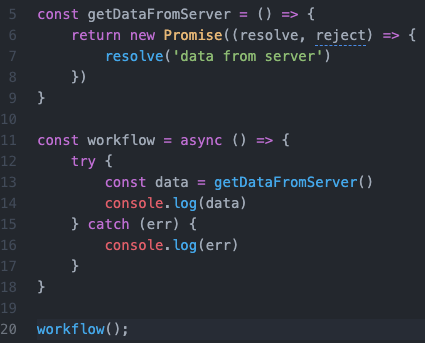 5 const getDataFromServer = () => {
6     return new Promise((resolve, reject) => {
7         resolve('data from server')
8     })
9 }
10
11 const workflow = async () => {
12     try {
13         const data = getDataFromServer()
14         console.log(data)
15     } catch (err) {
16         console.log(err)
17     }
18 }
19
20 workflow();